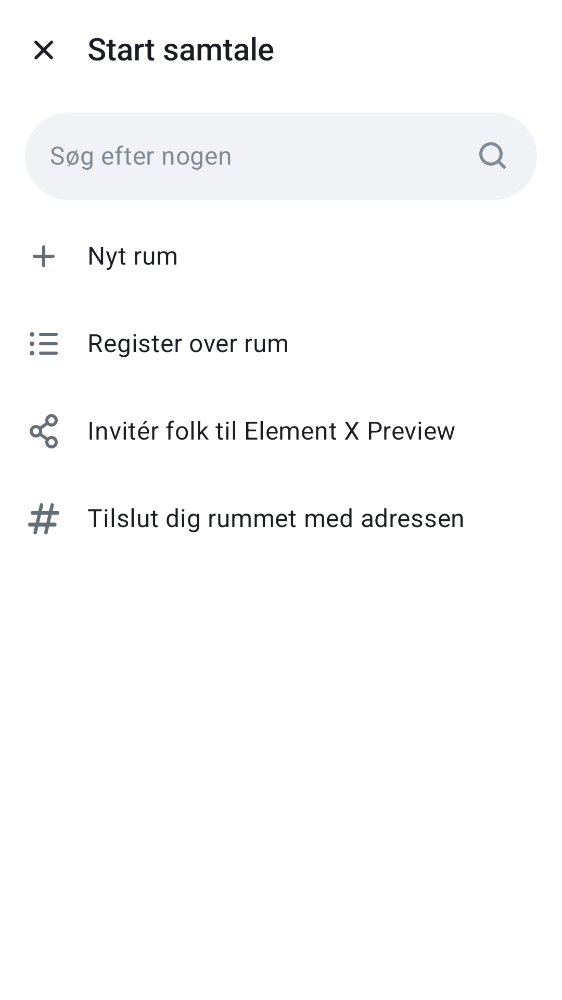 Start samtale
Søg efter nogen
Nyt rum
Register over rum
Invitér folk til Element X Preview
Tilslut dig rummet med adressen